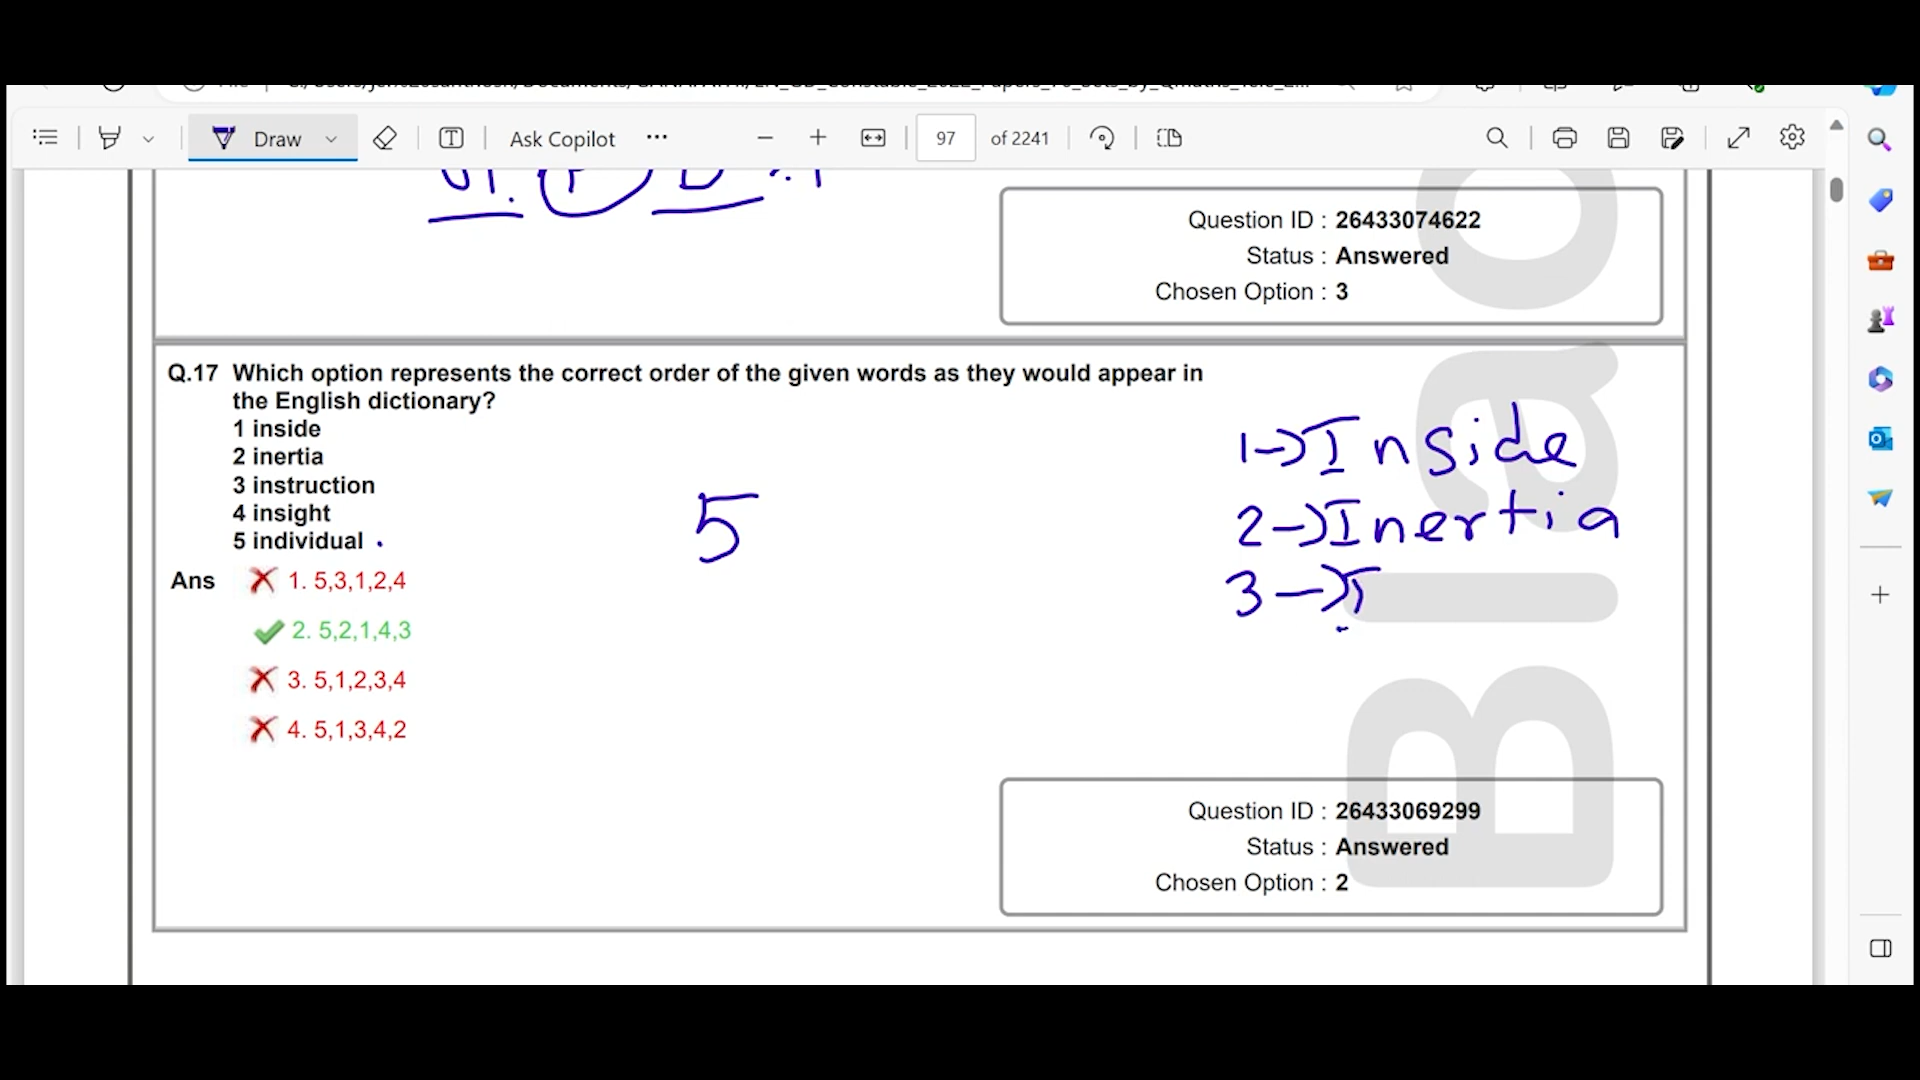 Draw
Ask Copilot
97 of 2241
Question ID : 26433074622
Status : Answered
Chosen Option : 3
Q.17 Which option represents the correct order of the given words as they would appear in
the English dictionary?
1 inside
2 inertia
3 instruction
4 insight
5 individual
Ans 1. 5,3,1,2,4
2. 5,2,1,4,3
3. 5,1,2,3,4
4. 5,1,3,4,2
5
1->Inside
2->Inertia
3->I
Question ID : 26433069299
Status : Answered
Chosen Option : 2